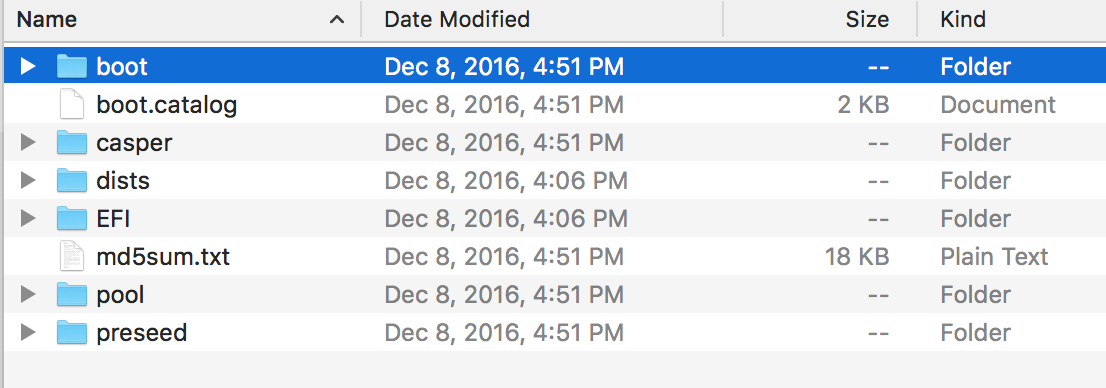 Name Date Modified Size Kind
boot Dec 8, 2016, 4:51 PM -- Folder
boot.catalog Dec 8, 2016, 4:51 PM 2 KB Document
casper Dec 8, 2016, 4:51 PM -- Folder
dists Dec 8, 2016, 4:06 PM -- Folder
EFI Dec 8, 2016, 4:06 PM -- Folder
md5sum.txt Dec 8, 2016, 4:51 PM 18 KB Plain Text
pool Dec 8, 2016, 4:51 PM -- Folder
preseed Dec 8, 2016, 4:51 PM -- Folder